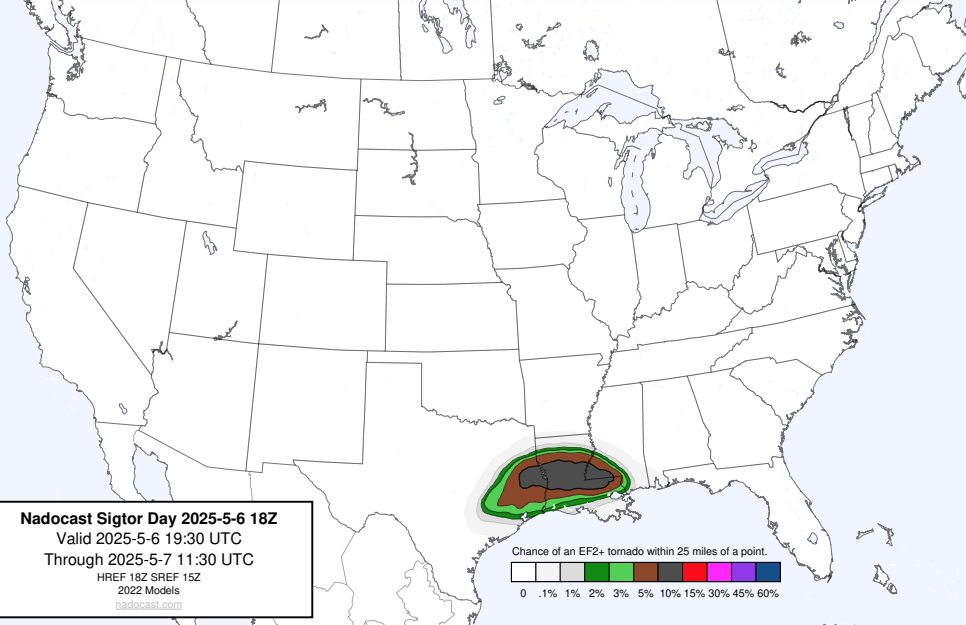 Nadocast Sigtor Day 2025-5-6 18Z
Valid 2025-5-6 19:30 UTC
Through 2025-5-7 11:30 UTC
HREF 18Z SREF 15Z
2022 Models
nadocast.com
Chance of an EF2+ tornado within 25 miles of a point.
0 .1% 1% 2% 3% 5% 10% 15% 30% 45% 60%